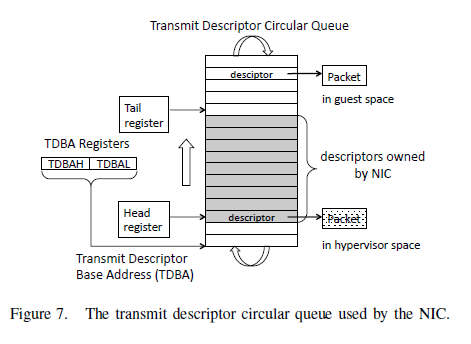 Transmit Descriptor Circular Queue
desciptor
Packet
in guest space
Tail
register
TDBA Registers
TDBAH TDBAL
descriptors owned
by NIC
Head
register
descriptor
Packet
in hypervisor space
Transmit Descriptor
Base Address (TDBA)
Figure 7. The transmit descriptor circular queue used by the NIC.